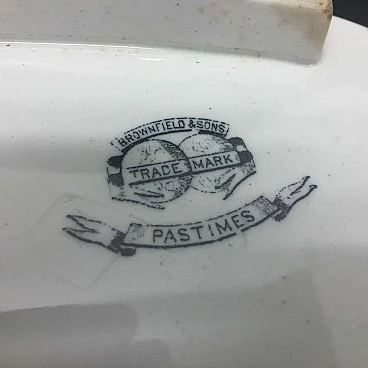 BROWNFIELD & SONS
TRADE MARK
PASTIMES